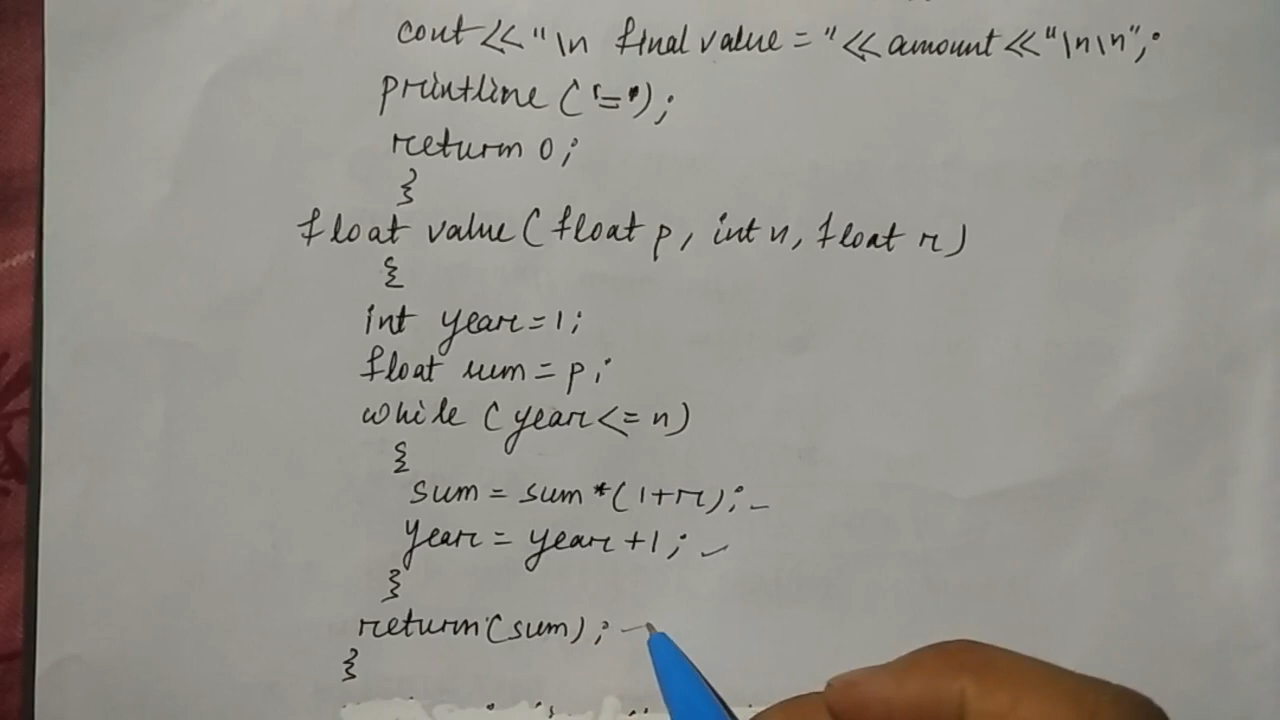 cout<<"\n final value = "<<amount<<"\n\n";
printline ('=');
return 0;
}
float value (float p, int n, float r)
{
int year=1;
float sum = p;
while (year<=n)
{
sum = sum *(1+r);
year = year +1;
}
return (sum);
}